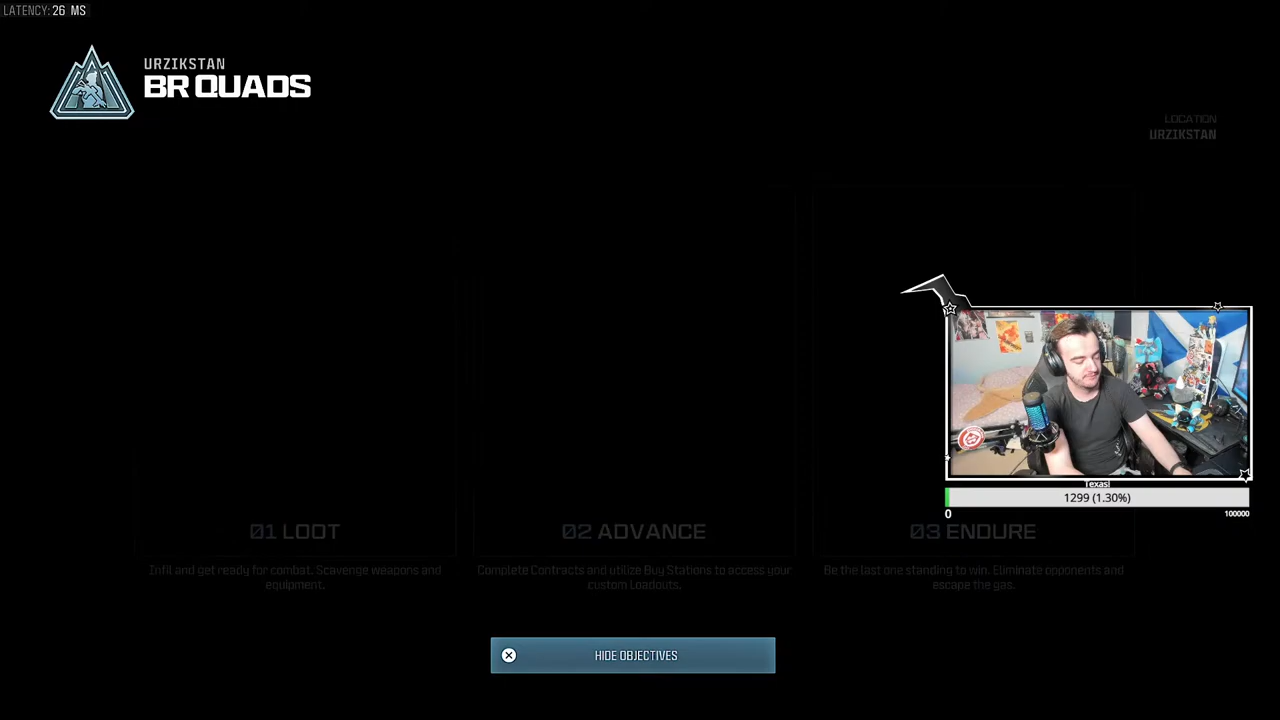 LATENCY: 26 MS
URZIKSTAN
BR QUADS
LOCATION
URZIKSTAN
Texas!
1299 (1.30%)
0
100000
01 LOOT
Infil and get ready for combat. Scavenge weapons and
equipment.
02 ADVANCE
Complete Contracts and utilize Buy Stations to access your
custom Loadouts.
03 ENDURE
Be the last one standing to win. Eliminate opponents and
escape the gas.
HIDE OBJECTIVES